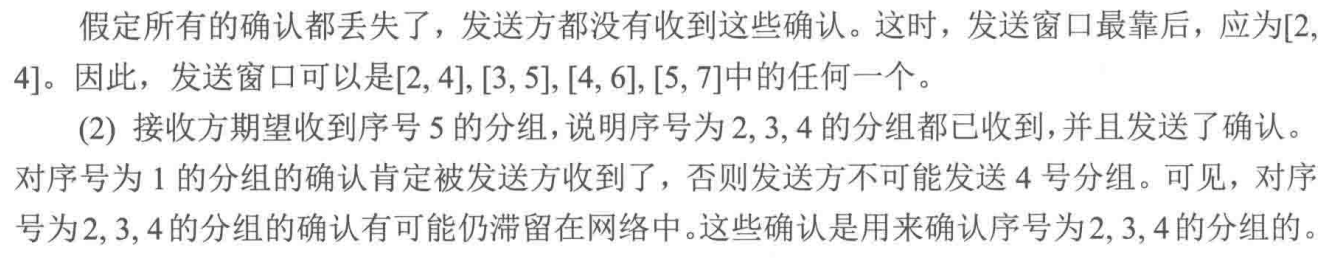 假定所有的确认都丢失了，发送方都没有收到这些确认。这时，发送窗口最靠后，应为[2,
4]。因此，发送窗口可以是[2, 4], [3, 5], [4, 6], [5, 7]中的任何一个。
(2) 接收方期望收到序号 5 的分组，说明序号为 2, 3, 4 的分组都已收到，并且发送了确认。
对序号为 1 的分组的确认肯定被发送方收到了，否则发送方不可能发送 4 号分组。可见，对序
号为2, 3, 4的分组的确认有可能仍滞留在网络中。这些确认是用来确认序号为2, 3, 4的分组的。